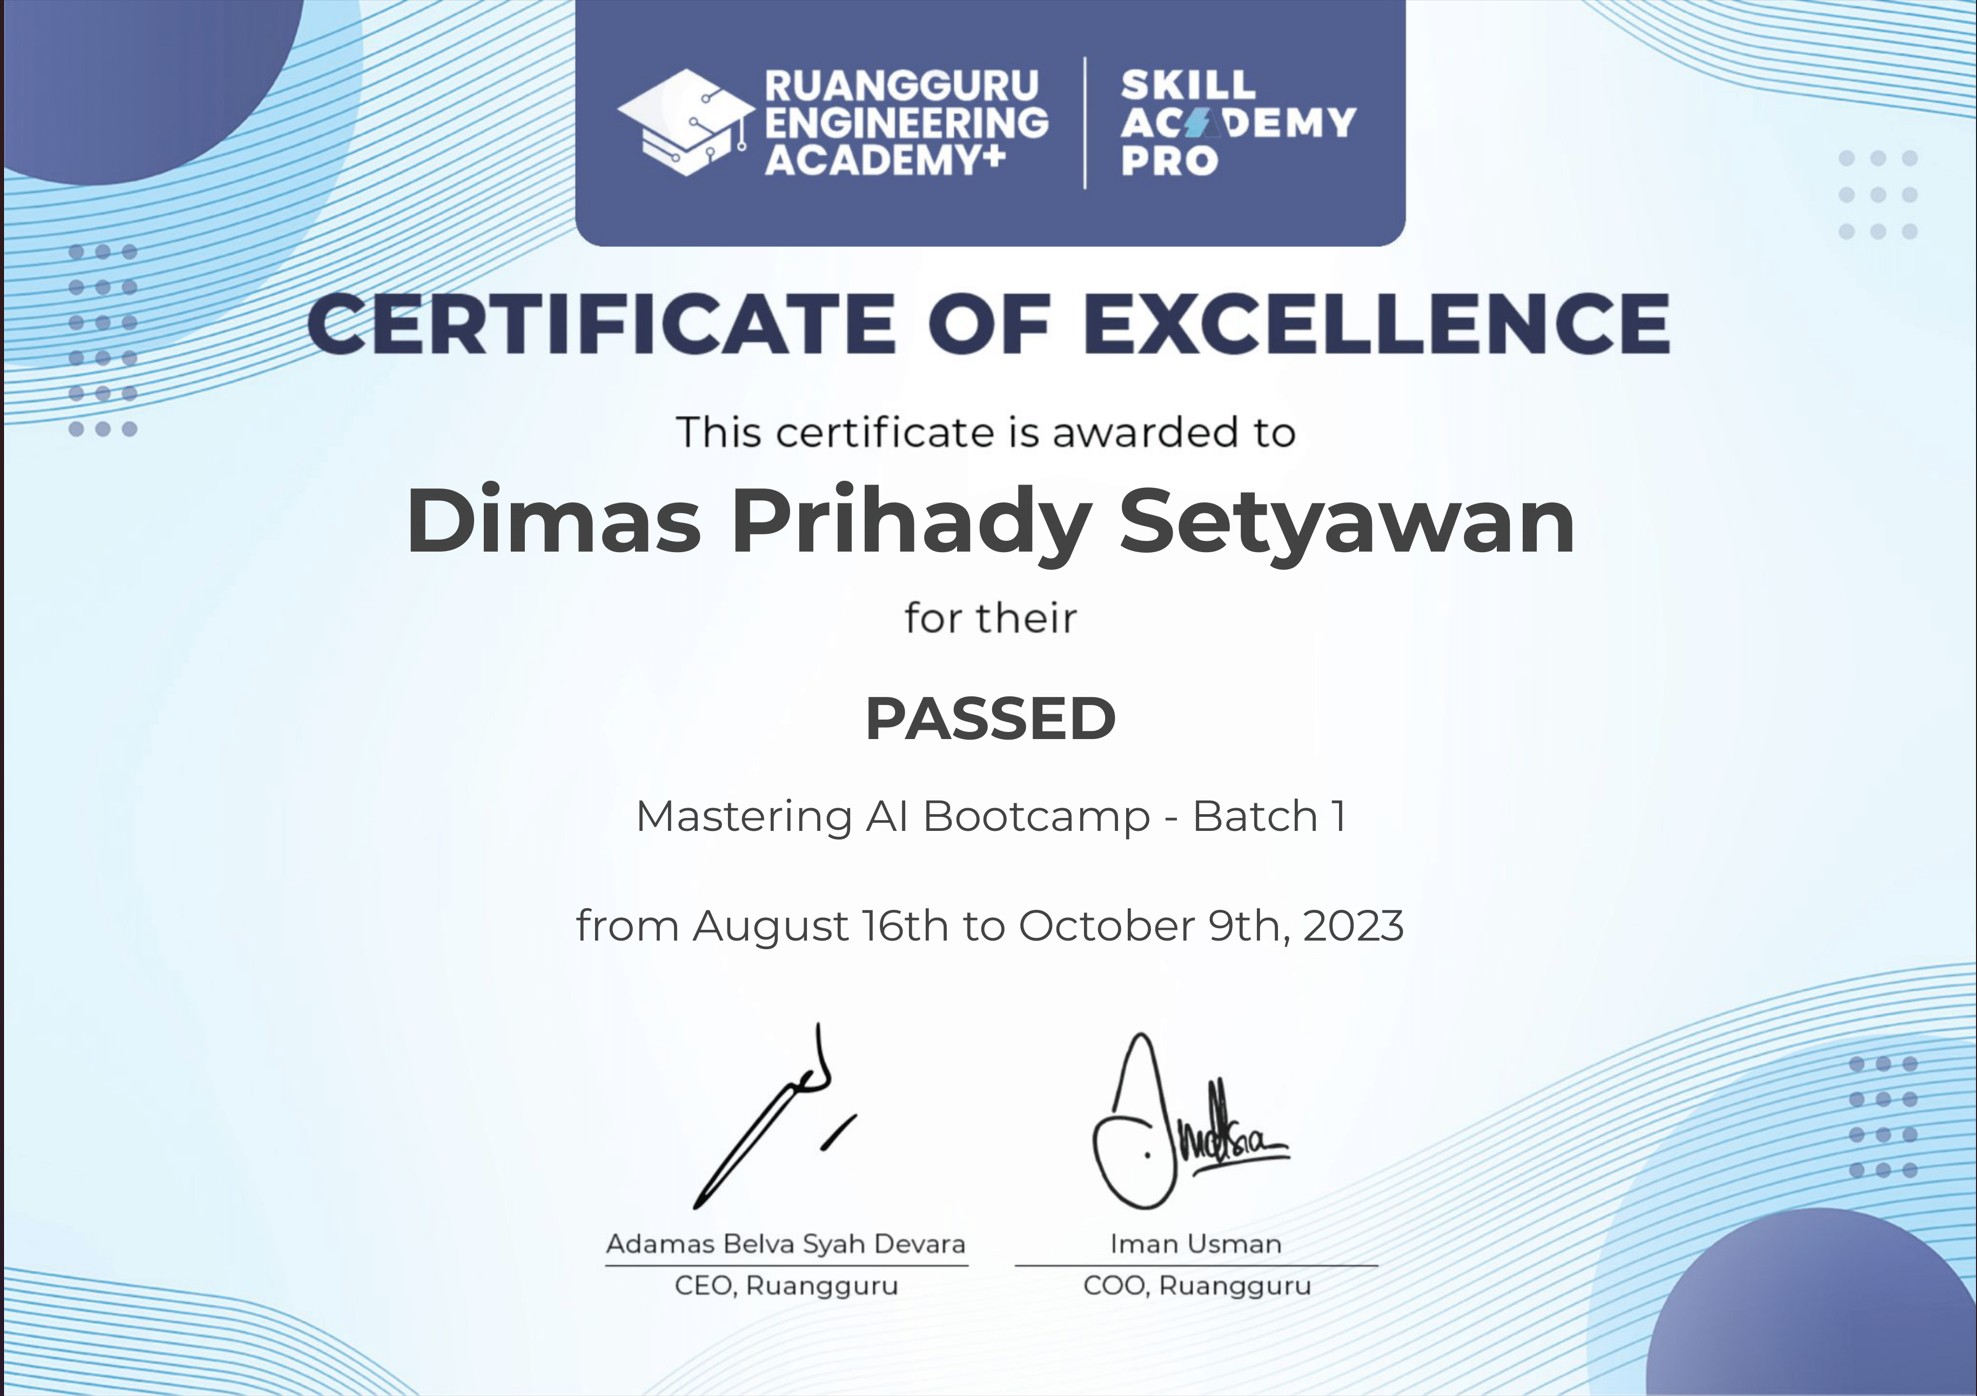 RUANGGURU
ENGINEERING
ACADEMY+
SKILL
ACADEMY
PRO
CERTIFICATE OF EXCELLENCE
This certificate is awarded to
Dimas Prihady Setyawan
for their
PASSED
Mastering AI Bootcamp - Batch 1
from August 16th to October 9th, 2023
Adamas Belva Syah Devara
CEO, Ruangguru
Iman Usman
COO, Ruangguru